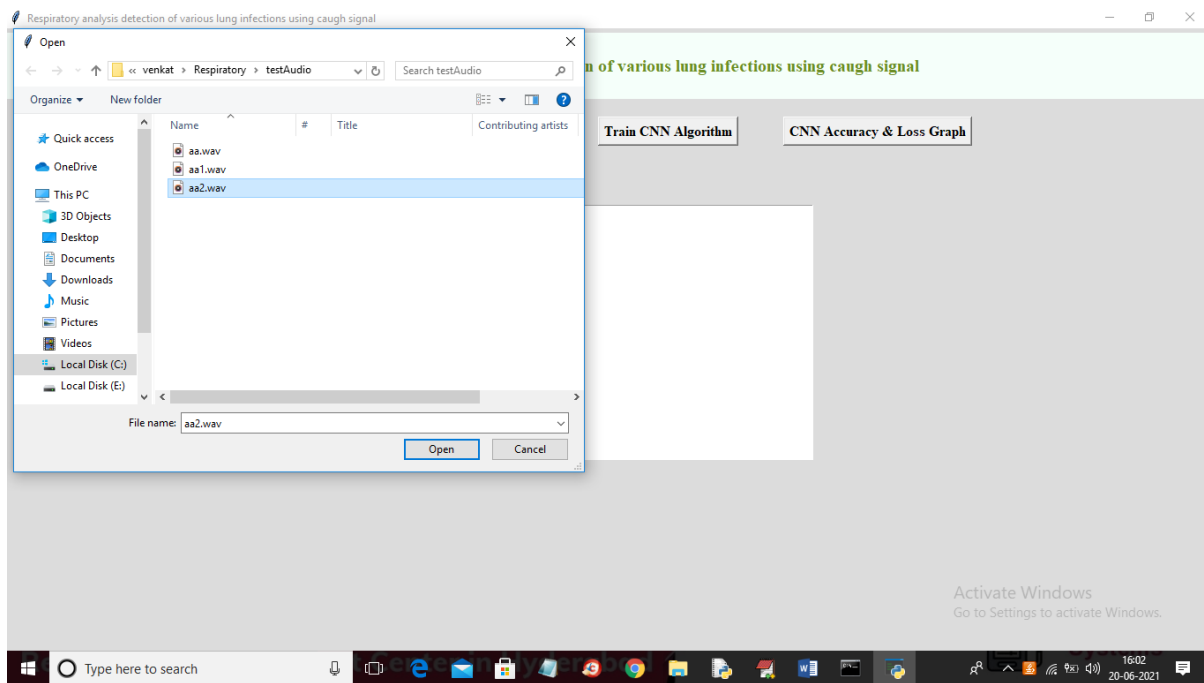 Respiratory analysis detection of various lung infections using caugh signal
Open
« venkat › Respiratory › testAudio
Search testAudio
n of various lung infections using caugh signal
Organize
New folder
Name
#
Title
Contributing artists
Train CNN Algorithm
CNN Accuracy & Loss Graph
Quick access
OneDrive
This PC
3D Objects
Desktop
Documents
Downloads
Music
Pictures
Videos
Local Disk (C:)
Local Disk (E:)
aa.wav
aa1.wav
aa2.wav
File name: aa2.wav
Open
Cancel
Activate Windows
Go to Settings to activate Windows.
Type here to search
16:02
20-06-2021